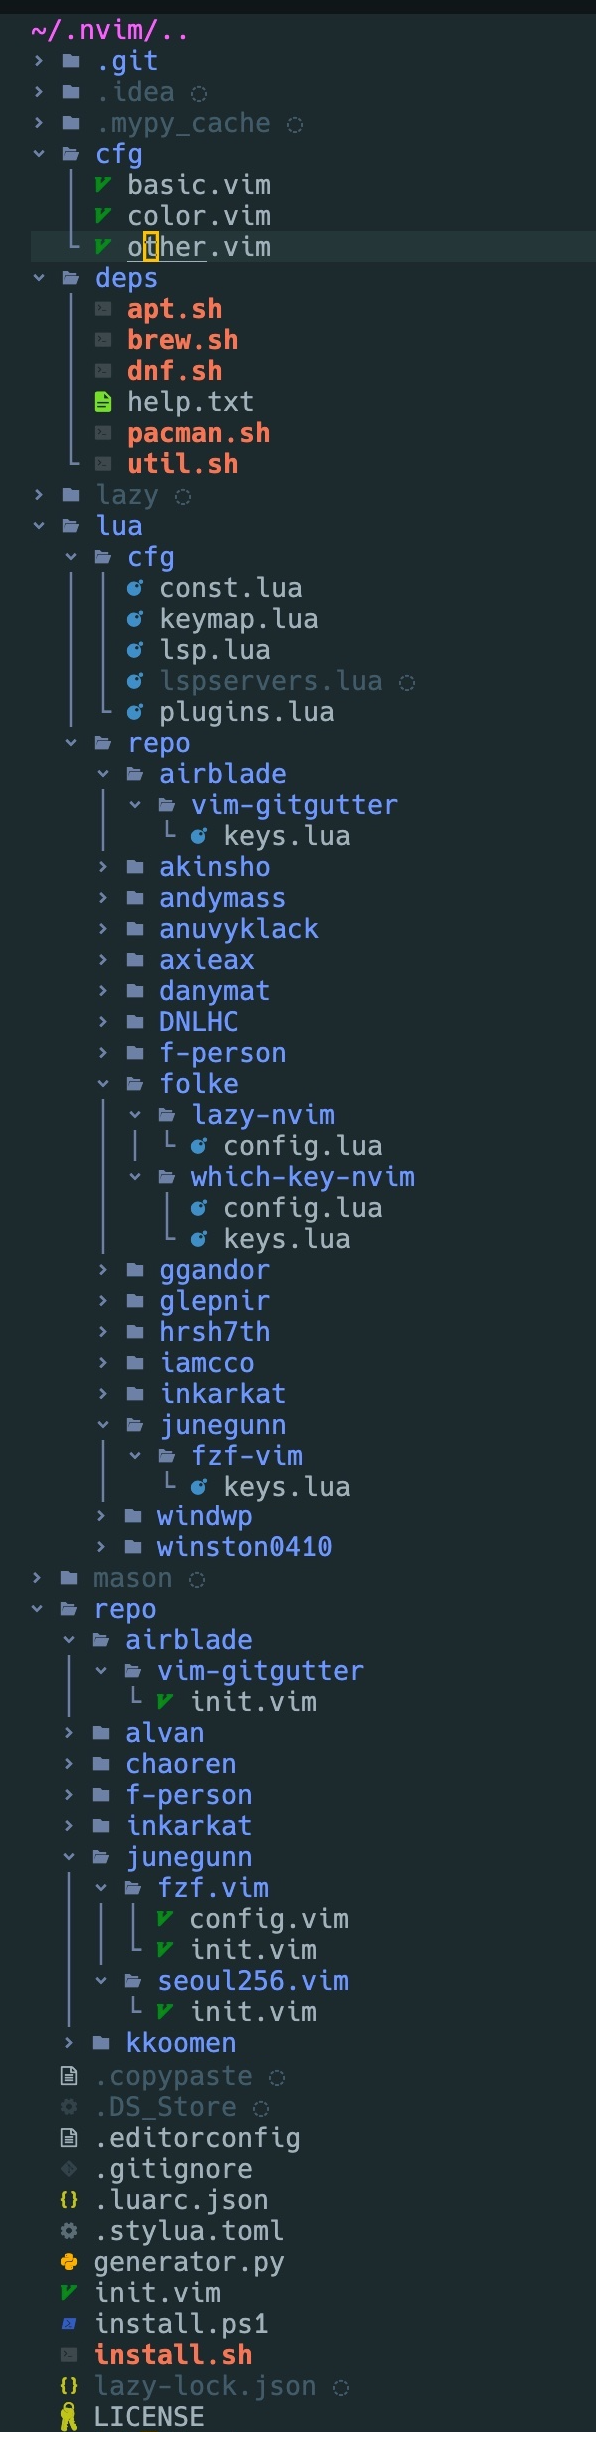 ~/.nvim/..
.git
.idea
.mypy_cache
cfg
basic.vim
color.vim
other.vim
deps
apt.sh
brew.sh
dnf.sh
help.txt
pacman.sh
util.sh
lazy
lua
cfg
const.lua
keymap.lua
lsp.lua
lspservers.lua
plugins.lua
repo
airblade
vim-gitgutter
keys.lua
akinsho
andymass
anuvyklack
axieax
danymat
DNLHC
f-person
folke
lazy-nvim
config.lua
which-key-nvim
config.lua
keys.lua
ggandor
glepnir
hrsh7th
iamcco
inkarkat
junegunn
fzf-vim
keys.lua
windwp
winston0410
mason
repo
airblade
vim-gitgutter
init.vim
alvan
chaoren
f-person
inkarkat
junegunn
fzf.vim
config.vim
init.vim
seoul256.vim
init.vim
kkoomen
.copypaste
.DS_Store
.editorconfig
.gitignore
.luarc.json
.stylua.toml
generator.py
init.vim
install.ps1
install.sh
lazy-lock.json
LICENSE